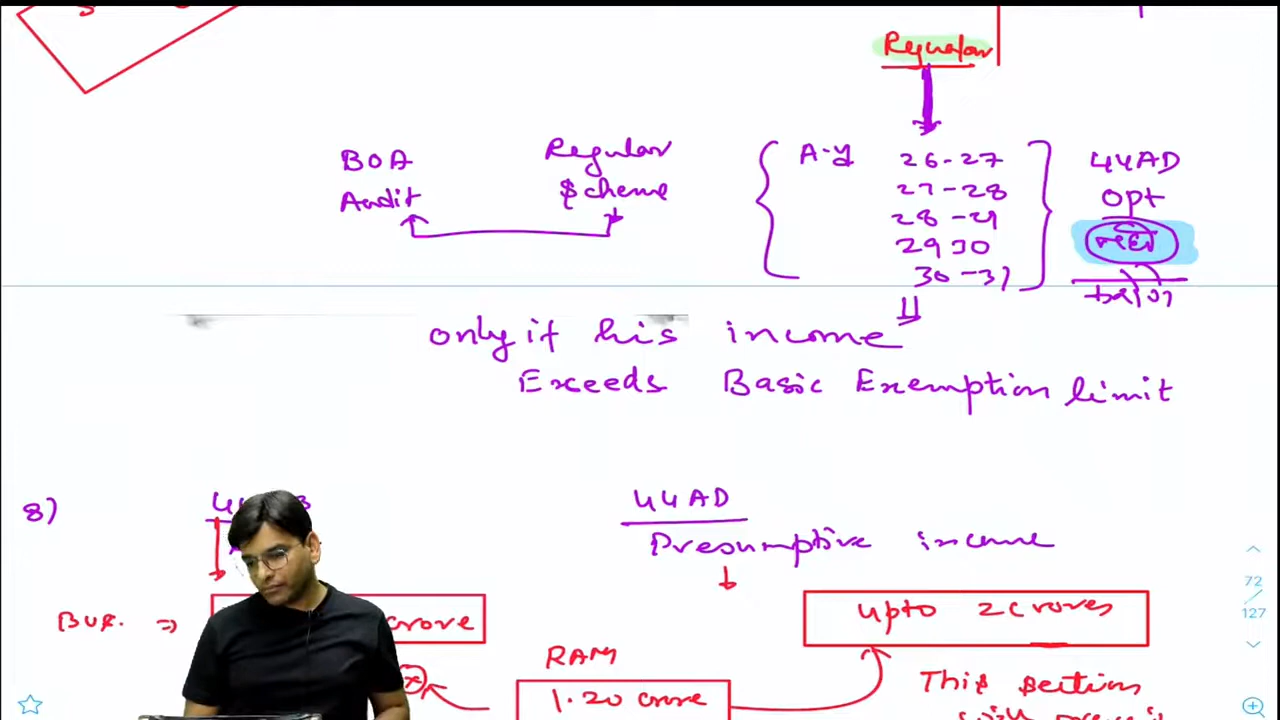 Regular
BOA
Audit
Regular
Scheme
A-y 26-27
27-28
28-29
29 30
30-31
44AD
opt
only if his income
Exceeds Basic Exemption limit
8)
44AD
Presumptive income
Bus. ⇒
crore
upto 2 crores
RAM
1.20 crore
This section
72
127